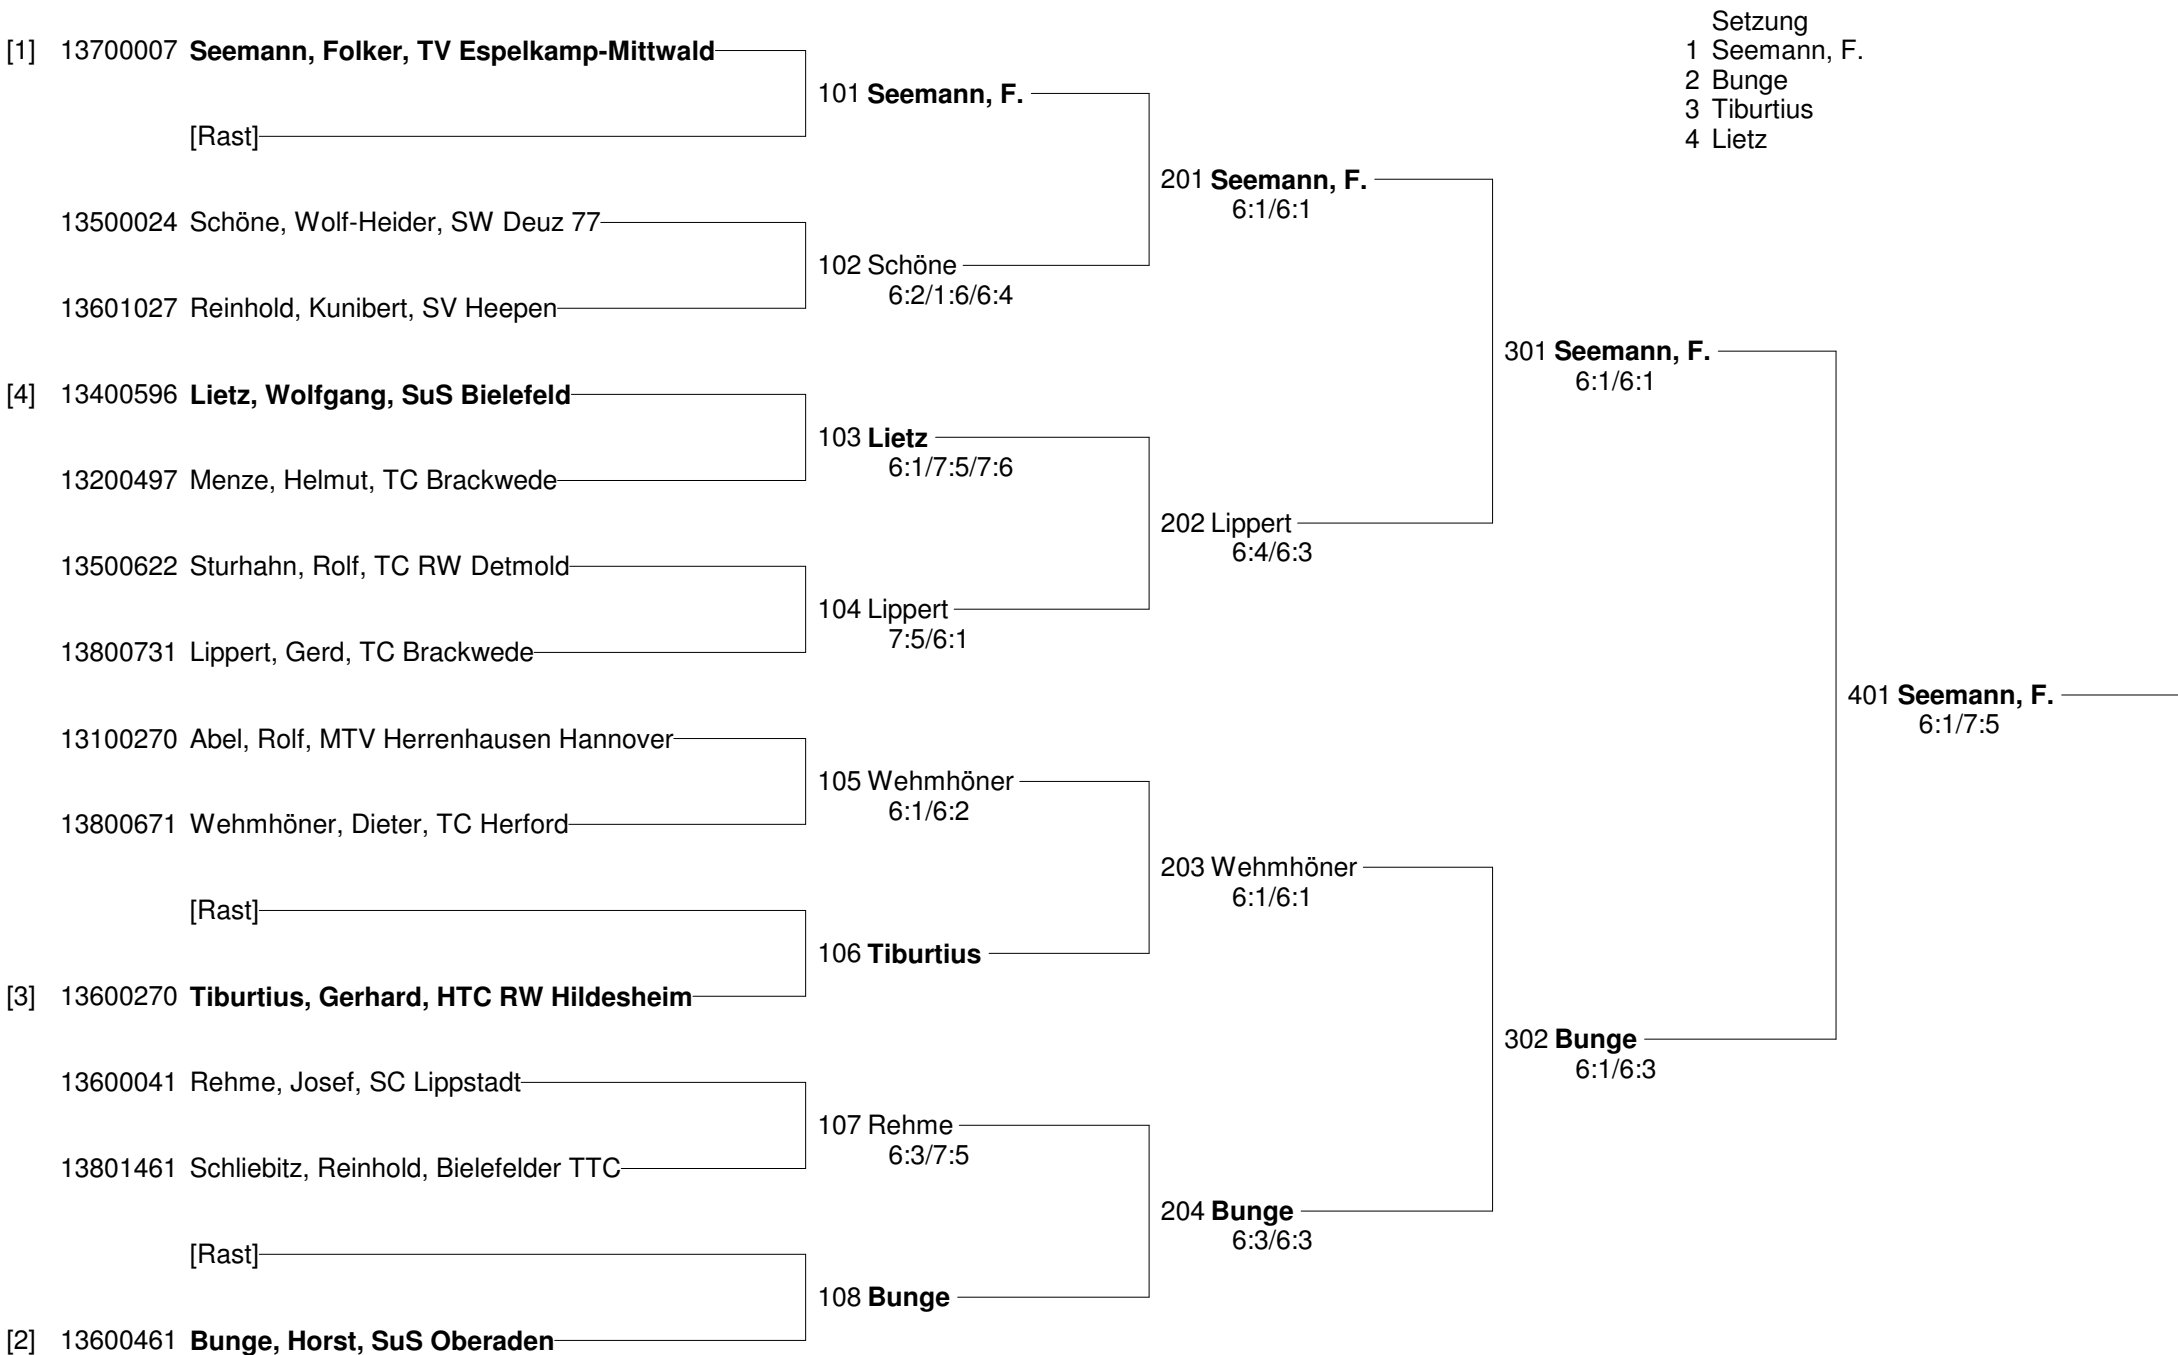 Setzung
1 Seemann, F.
2 Bunge
3 Tiburtius
4 Lietz
[1] 13700007 Seemann, Folker, TV Espelkamp-Mittwald
[Rast]
13500024 Schöne, Wolf-Heider, SW Deuz 77
13601027 Reinhold, Kunibert, SV Heepen
[4] 13400596 Lietz, Wolfgang, SuS Bielefeld
13200497 Menze, Helmut, TC Brackwede
13500622 Sturhahn, Rolf, TC RW Detmold
13800731 Lippert, Gerd, TC Brackwede
13100270 Abel, Rolf, MTV Herrenhausen Hannover
13800671 Wehmhöner, Dieter, TC Herford
[Rast]
[3] 13600270 Tiburtius, Gerhard, HTC RW Hildesheim
13600041 Rehme, Josef, SC Lippstadt
13801461 Schliebitz, Reinhold, Bielefelder TTC
[Rast]
[2] 13600461 Bunge, Horst, SuS Oberaden
101 Seemann, F.
102 Schöne
6:2/1:6/6:4
103 Lietz
6:1/7:5/7:6
104 Lippert
7:5/6:1
105 Wehmhöner
6:1/6:2
106 Tiburtius
107 Rehme
6:3/7:5
108 Bunge
201 Seemann, F.
6:1/6:1
202 Lippert
6:4/6:3
203 Wehmhöner
6:1/6:1
204 Bunge
6:3/6:3
301 Seemann, F.
6:1/6:1
302 Bunge
6:1/6:3
401 Seemann, F.
6:1/7:5